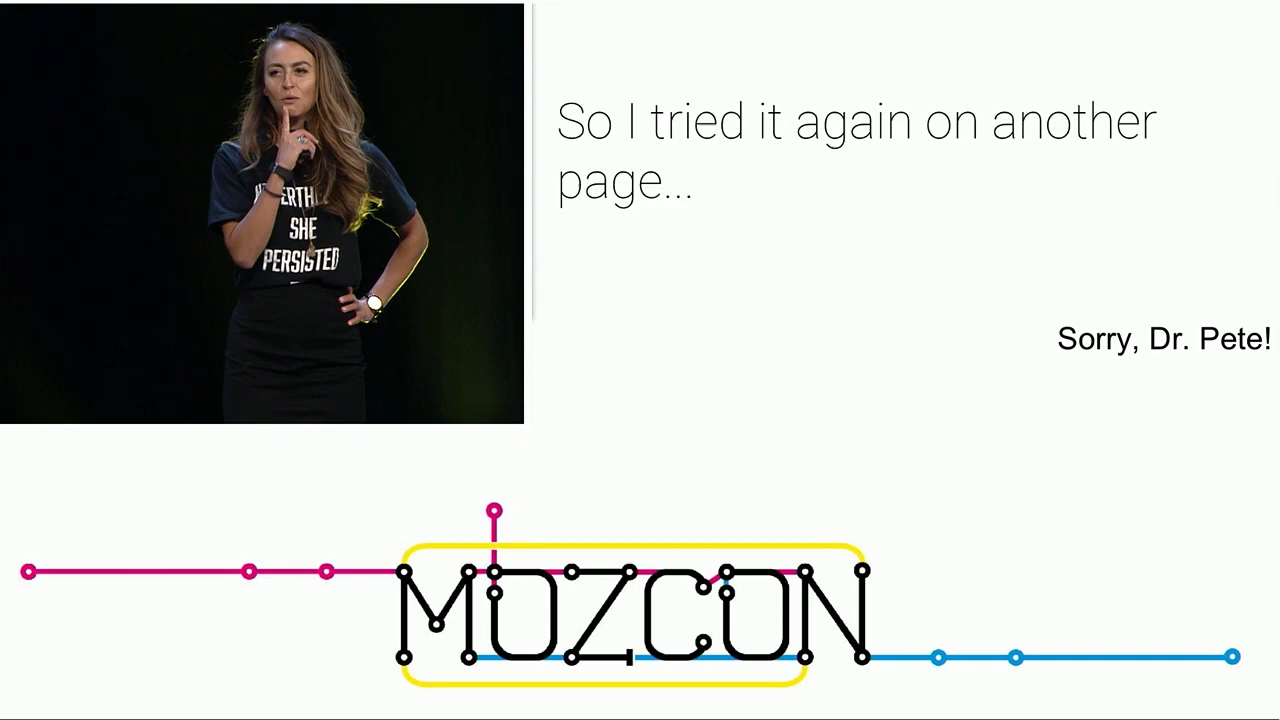 SHE
PERSISTED
So I tried it again on another
page...
Sorry, Dr. Pete!
MOZCON